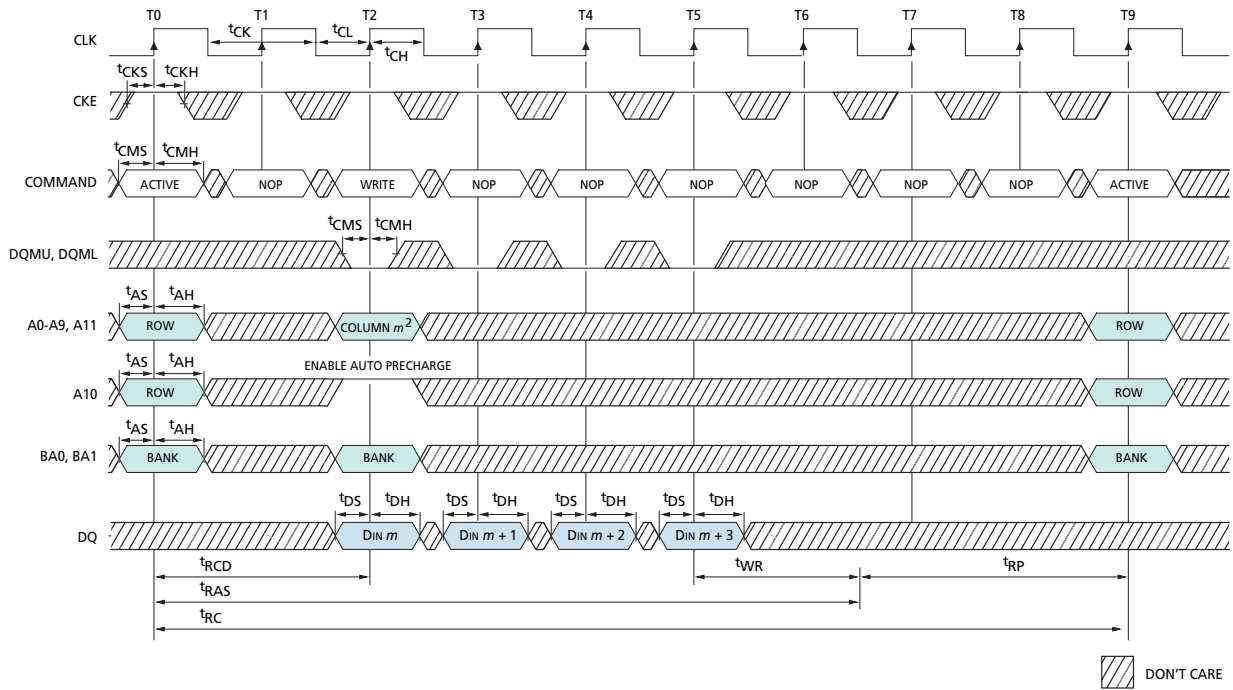 T0 T1 T2 T3 T4 T5 T6 T7 T8 T9
CLK tCK tCL tCH
tCKS tCKH
CKE
tCMS tCMH
COMMAND ACTIVE NOP WRITE NOP NOP NOP NOP NOP NOP ACTIVE
tCMS tCMH
DQMU, DQML
tAS tAH
A0-A9, A11 ROW COLUMN m2 ROW
tAS tAH ENABLE AUTO PRECHARGE
A10 ROW ROW
tAS tAH
BA0, BA1 BANK BANK BANK
tDS tDH tDS tDH tDS tDH tDS tDH
DQ DIN m DIN m + 1 DIN m + 2 DIN m + 3
tRCD tWR tRP
tRAS
tRC
DON'T CARE